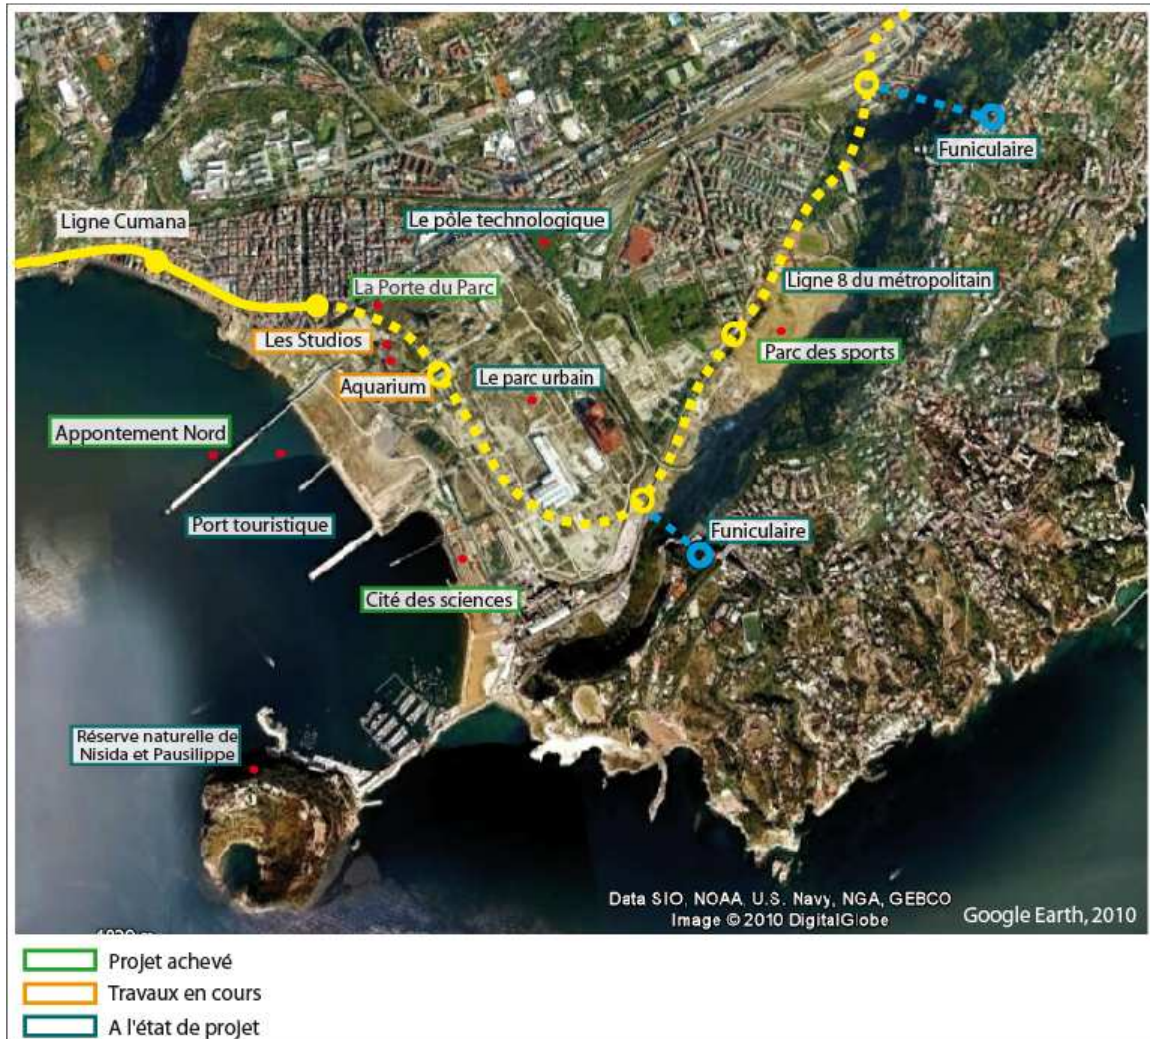 Funiculaire
Ligne Cumana
Le pôle technologique
La Porte du Parc
Ligne 8 du métropolitain
Les Studios
Parc des sports
Aquarium
Le parc urbain
Appontement Nord
Port touristique
Funiculaire
Cité des sciences
Réserve naturelle de
Nisida et Pausilippe
Data SIO, NOAA, U.S. Navy, NGA, GEBCO
Image © 2010 DigitalGlobe
Google Earth, 2010
Projet achevé
Travaux en cours
A l'état de projet